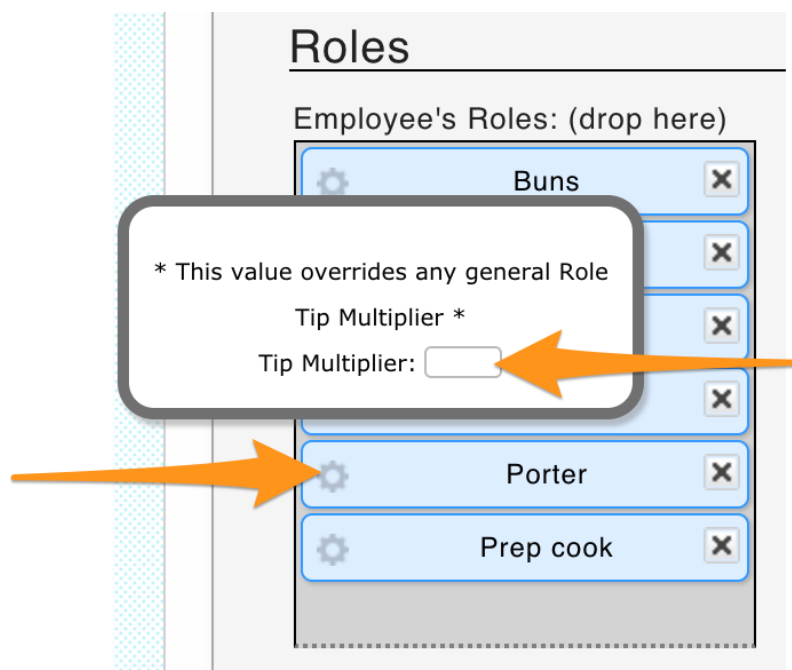 Roles
Employee's Roles: (drop here)
Buns
* This value overrides any general Role
Tip Multiplier *
Tip Multiplier:
Porter
Prep cook